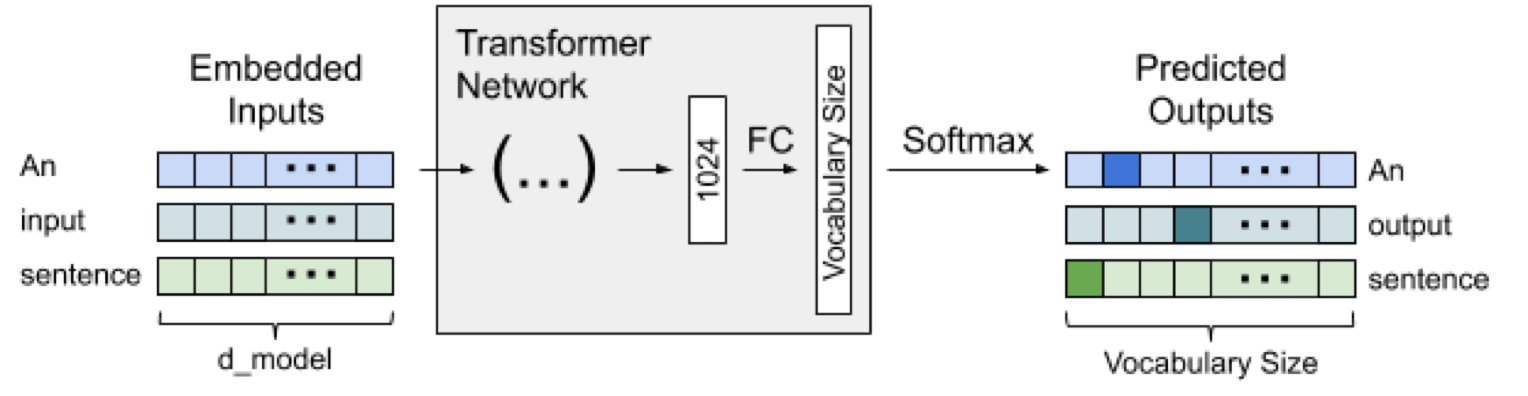 Embedded
Inputs
An
input
sentence
d_model
Transformer
Network
(...)
1024
FC
Vocabulary Size
Softmax
Predicted
Outputs
An
output
sentence
Vocabulary Size